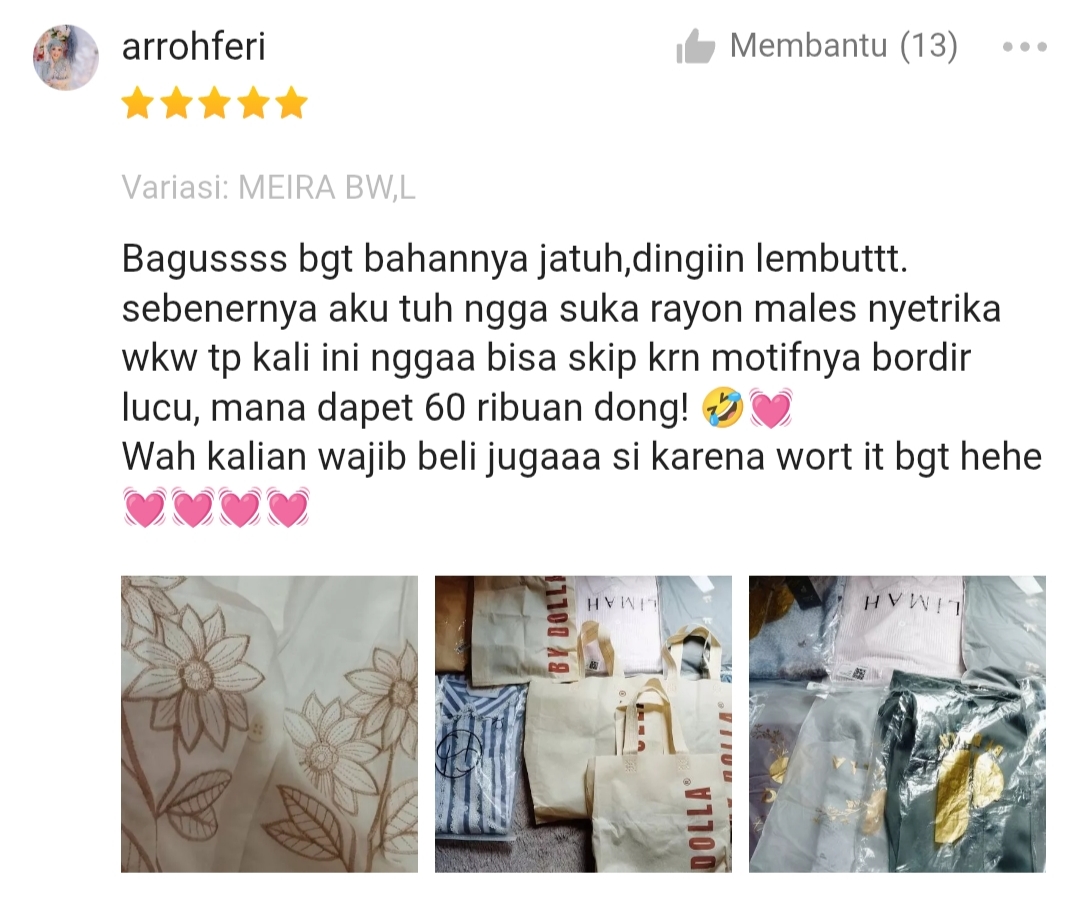 arrohferi
Membantu (13)
Variasi: MEIRA BW,L
Bagussss bgt bahannya jatuh,dingiin lembuttt.
sebenernya aku tuh ngga suka rayon males nyetrika
wkw tp kali ini nggaa bisa skip krn motifnya bordir
lucu, mana dapet 60 ribuan dong! 🤣💓
Wah kalian wajib beli jugaaa si karena wort it bgt hehe
💓💓💓💓
BY DOLL
LIMAH
DOLLA
DOLLA
LIMAH